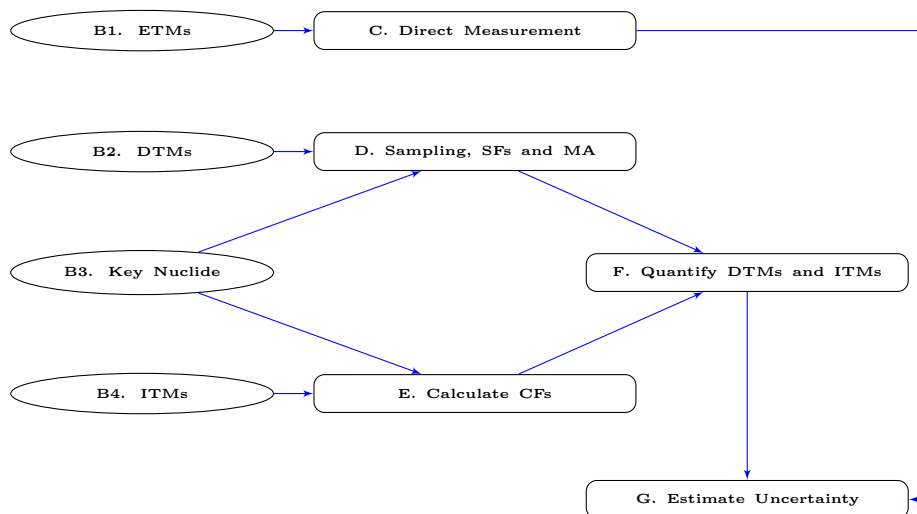 B1. ETMs
C. Direct Measurement
B2. DTMs
D. Sampling, SFs and MA
B3. Key Nuclide
F. Quantify DTMs and ITMs
B4. ITMs
E. Calculate CFs
G. Estimate Uncertainty